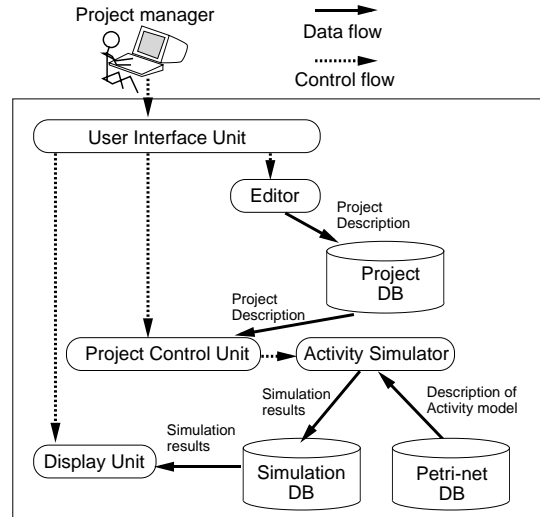 Project manager
Data flow
Control flow
User Interface Unit
Editor
Project
Description
Project
DB
Project
Description
Project Control Unit
Activity Simulator
Simulation
results
Description of
Activity model
Simulation
results
Display Unit
Simulation
DB
Petri-net
DB